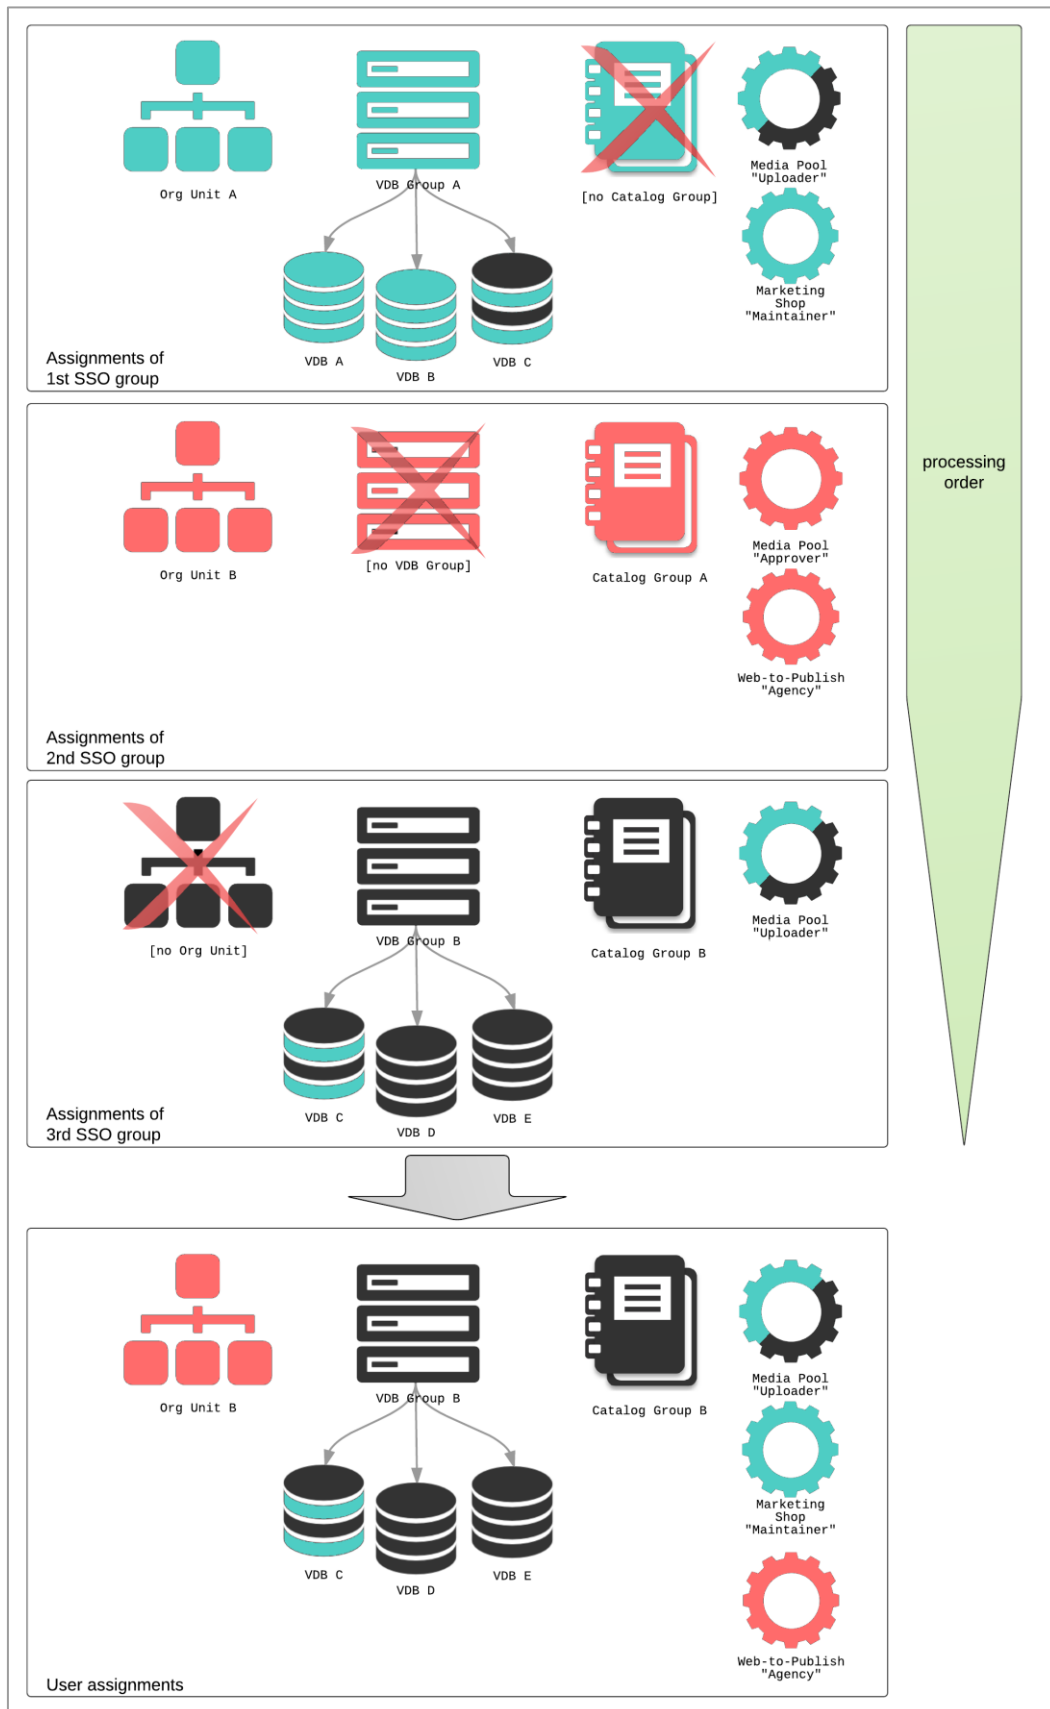 Org Unit A
VDB Group A
[no Catalog Group]
Media Pool
"Uploader"
Marketing
Shop
"Maintainer"
VDB A
VDB B
VDB C
Assignments of
1st SSO group
processing
order
Org Unit B
[no VDB Group]
Catalog Group A
Media Pool
"Approver"
Web-to-Publish
"Agency"
Assignments of
2nd SSO group
[no Org Unit]
VDB Group B
Catalog Group B
Media Pool
"Uploader"
VDB C
VDB D
VDB E
Assignments of
3rd SSO group
Org Unit B
VDB Group B
Catalog Group B
Media Pool
"Uploader"
Marketing
Shop
"Maintainer"
VDB C
VDB D
VDB E
Web-to-Publish
"Agency"
User assignments